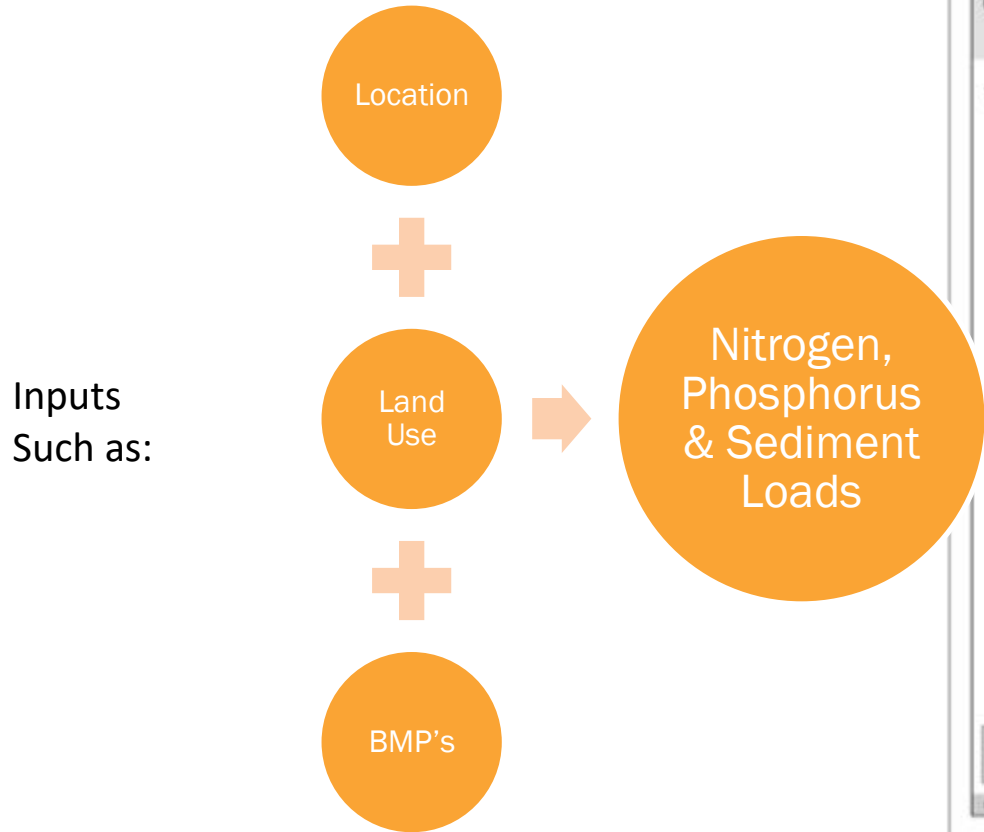 Inputs
Such as:
Location
Land
Use
BMP's
Nitrogen,
Phosphorus
& Sediment
Loads